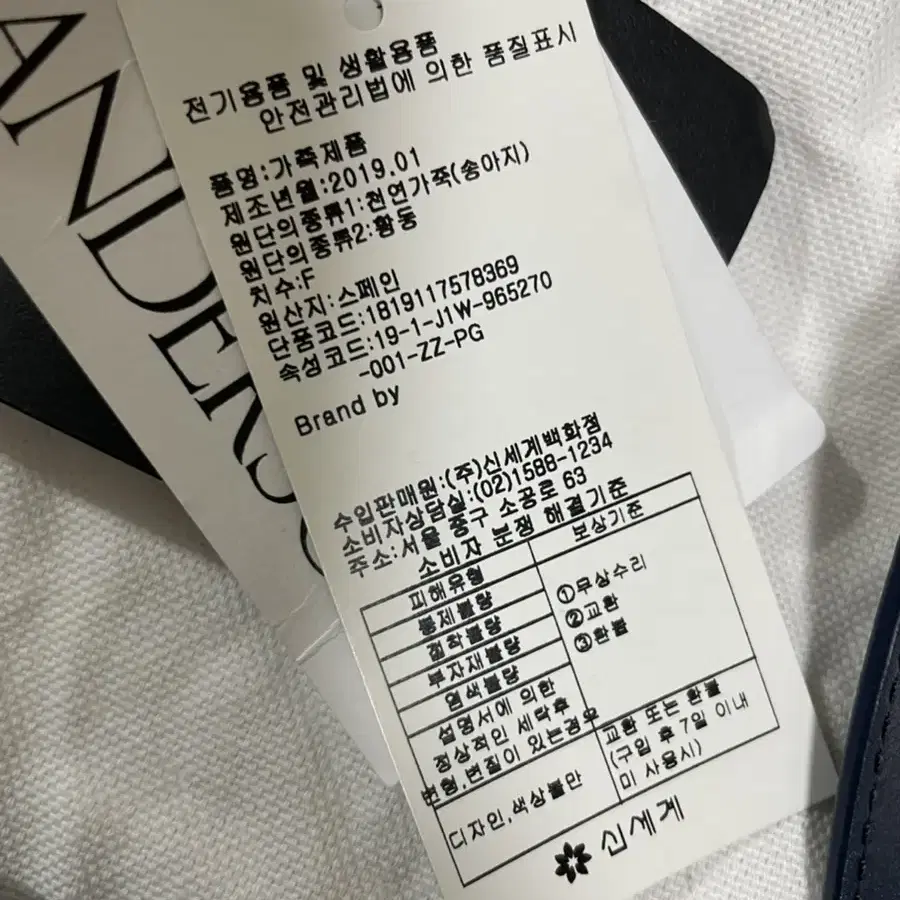 ANDERS
전기용품 및 생활용품
안전관리법에 의한 품질표시
품명:가죽제품
제조년월:2019.01
원단의종류1:천연가죽(송아지)
원단의종류2:황동
치수:F
원산지:스페인
단품코드:1819117578369
속성코드:19-1-J1W-965270
-001-ZZ-PG
Brand by
수입판매원:(주)신세계백화점
소비자상담실:(02)1588-1234
주소:서울 중구 소공로 63
소비자 분쟁 해결기준
피해유형
보상기준
봉제불량
접착불량
부자재불량
염색불량
①무상수리
②교환
③환불
설명서에 의한
정상적인 세탁후
변형,변질이 있는경우
디자인,색상불만
교환 또는 환불
(구입 후 7일 이내
미 사용시)
신세계